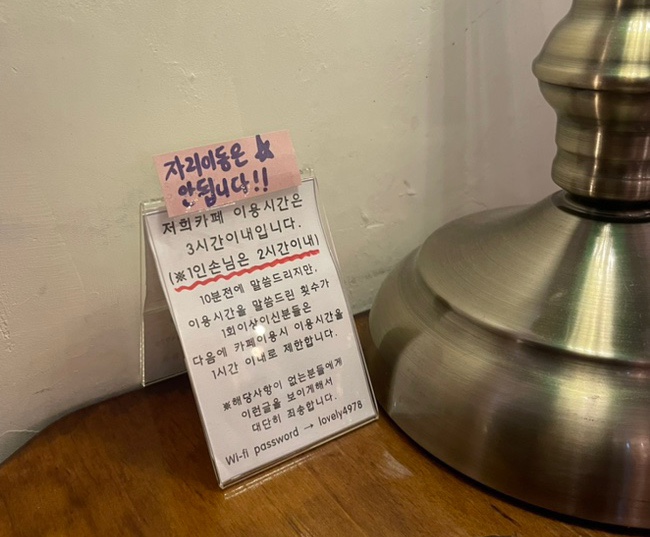 자리이동은 ☆
안됩니다!!
저희카페 이용시간은
3시간이내입니다.
(※1인손님은 2시간이내)
10분전에 말씀드리지만.
이용시간을 말씀드린 횟수가
1회이상이신분들은
다음에 카페이용시 이용시간을
1시간 이내로 제한합니다.
※해당사항이 없는분들에게
이런글을 보이게해서
대단히 죄송합니다.
Wi-fi password → lovely4978